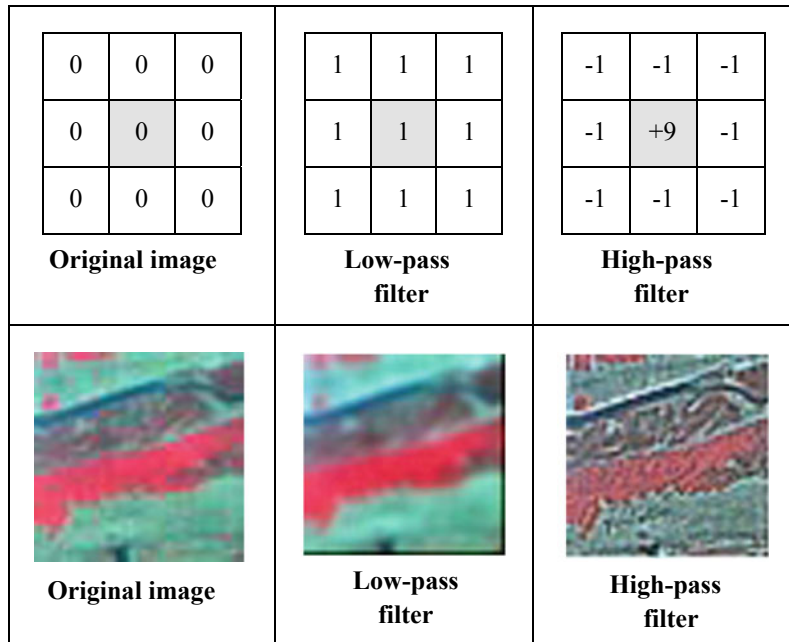 0 0 0
0 0 0
0 0 0
Original image
1 1 1
1 1 1
1 1 1
Low-pass
filter
-1 -1 -1
-1 +9 -1
-1 -1 -1
High-pass
filter
Original image
Low-pass
filter
High-pass
filter